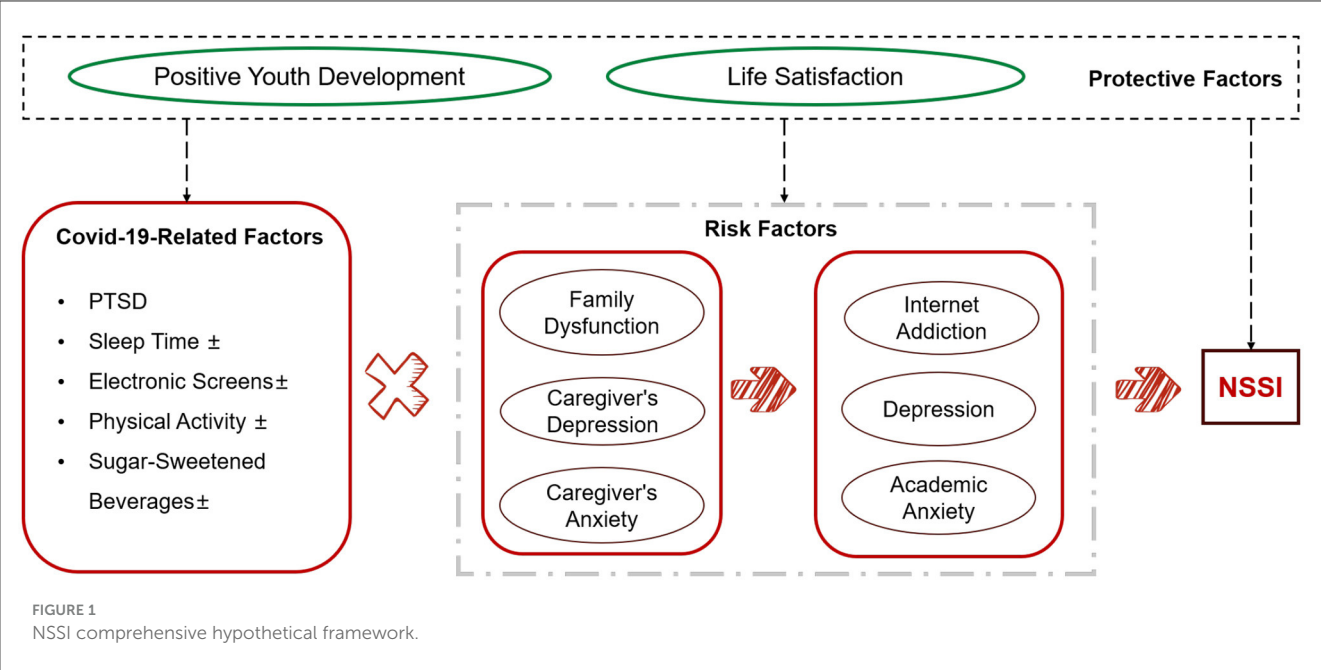 Positive Youth Development
Life Satisfaction
Protective Factors
Covid-19-Related Factors
• PTSD
• Sleep Time ±
• Electronic Screens±
• Physical Activity ±
• Sugar-Sweetened
Beverages±
Risk Factors
Family
Dysfunction
Caregiver's
Depression
Caregiver's
Anxiety
Internet
Addiction
Depression
Academic
Anxiety
NSSI
FIGURE 1
NSSI comprehensive hypothetical framework.